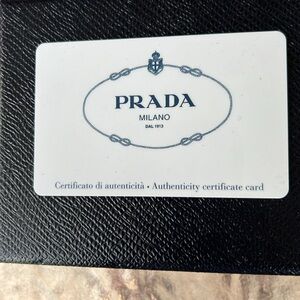 PRADA
MILANO
DAL 1913
Certificato di autenticità • Authenticity certificate card